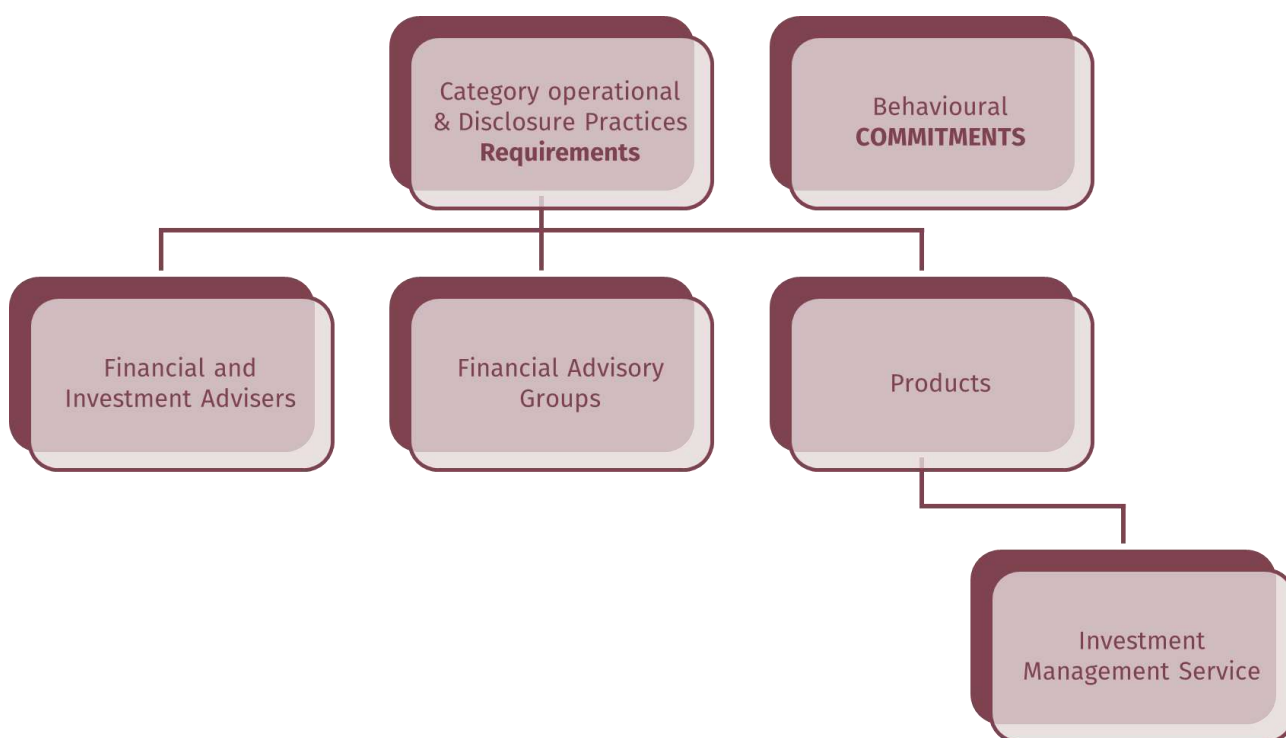 Category operational
& Disclosure Practices
Requirements
Behavioural
COMMITMENTS
Financial and
Investment Advisers
Financial Advisory
Groups
Products
Investment
Management Service